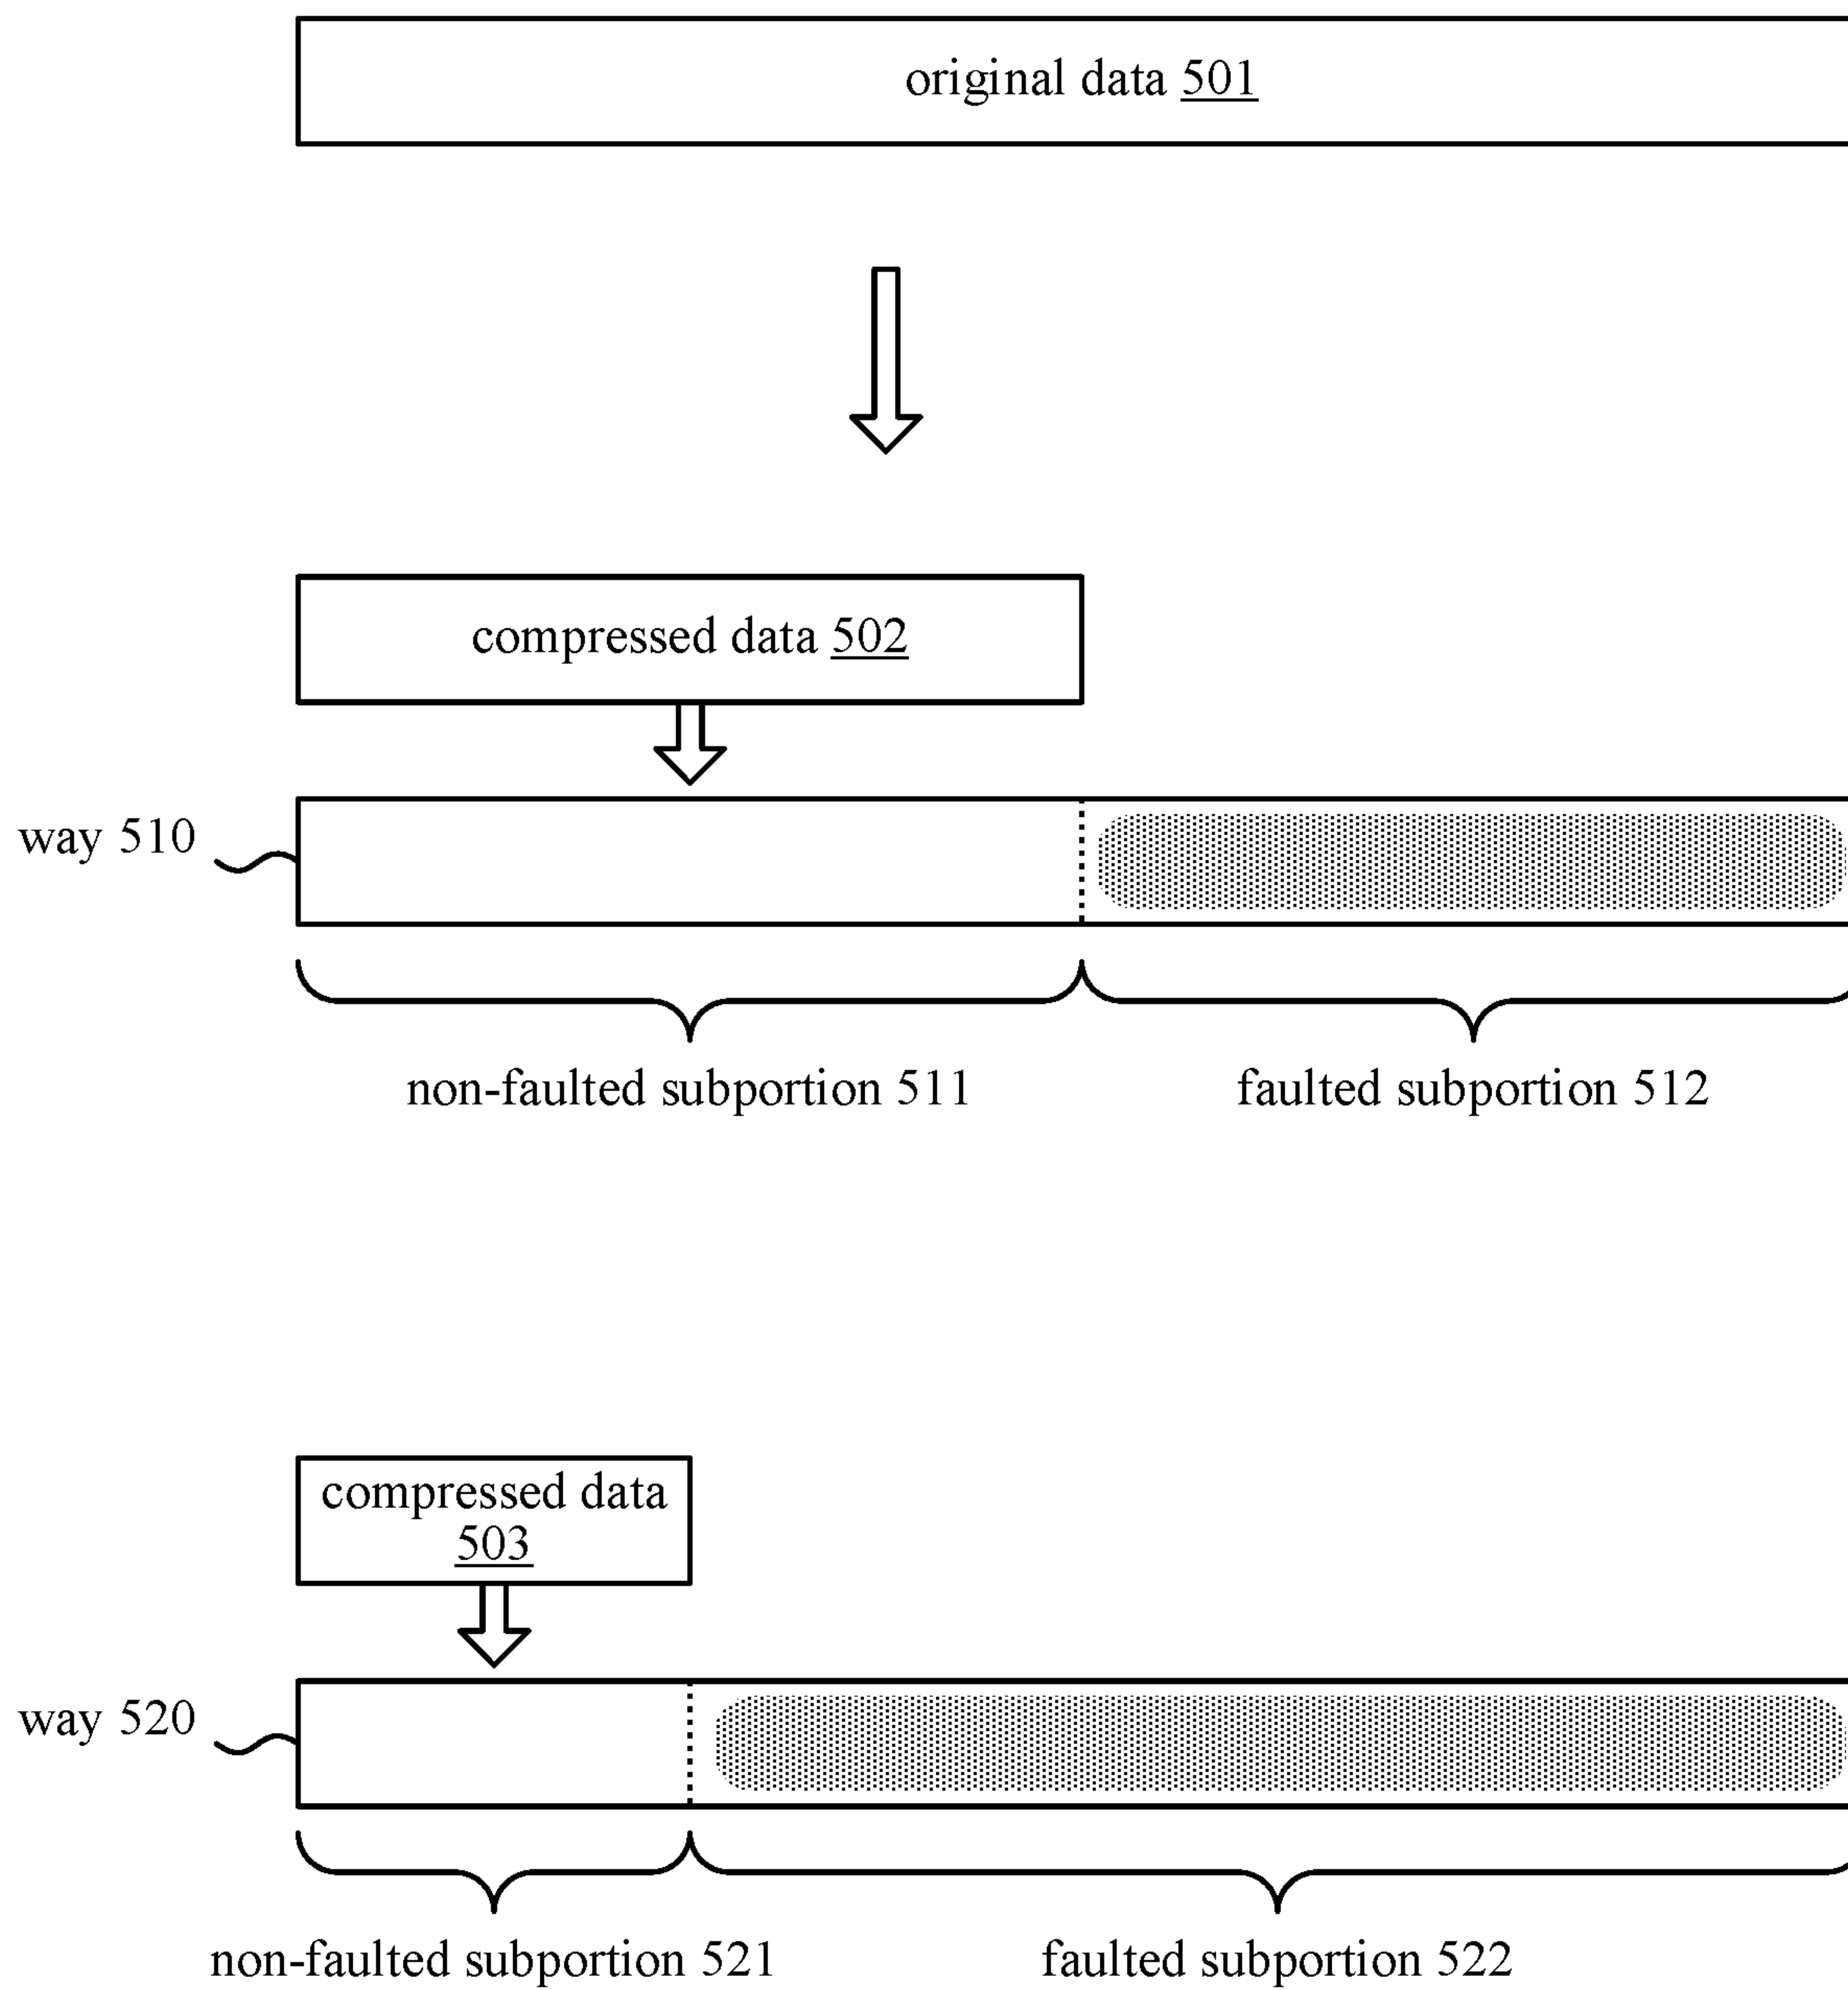 original data 501
compressed data 502
way 510
non-faulted subportion 511
faulted subportion 512
compressed data
503
way 520
non-faulted subportion 521
faulted subportion 522